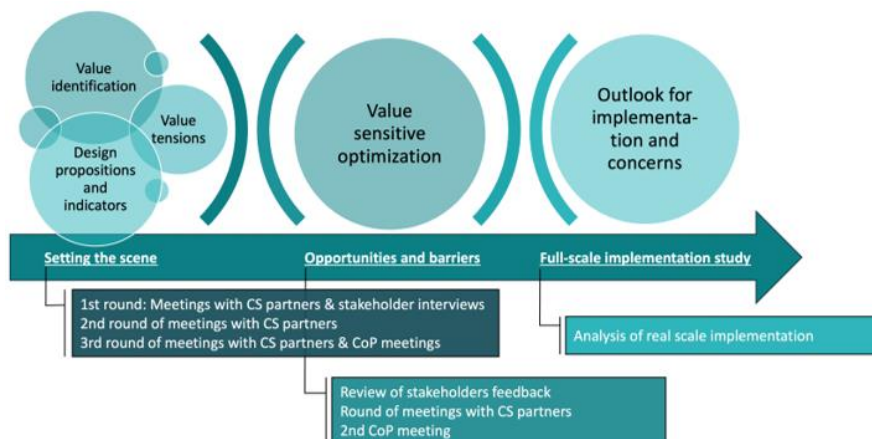 Value
identification
Value
tensions
Design
propositions
and
indicators
Value
sensitive
optimization
Outlook for
implementa-
tion and
concerns
Setting the scene
Opportunities and barriers
Full-scale implementation study
1st round: Meetings with CS partners & stakeholder interviews
2nd round of meetings with CS partners
3rd round of meetings with CS partners & CoP meetings
Analysis of real scale implementation
Review of stakeholders feedback
Round of meetings with CS partners
2nd CoP meeting